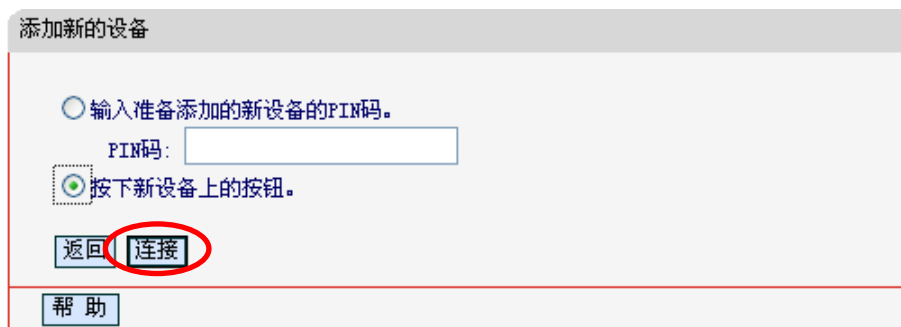 添加新的设备
输入准备添加的新设备的PIN码。
PIN码:
按下新设备上的按钮。
返回 连接
帮 助